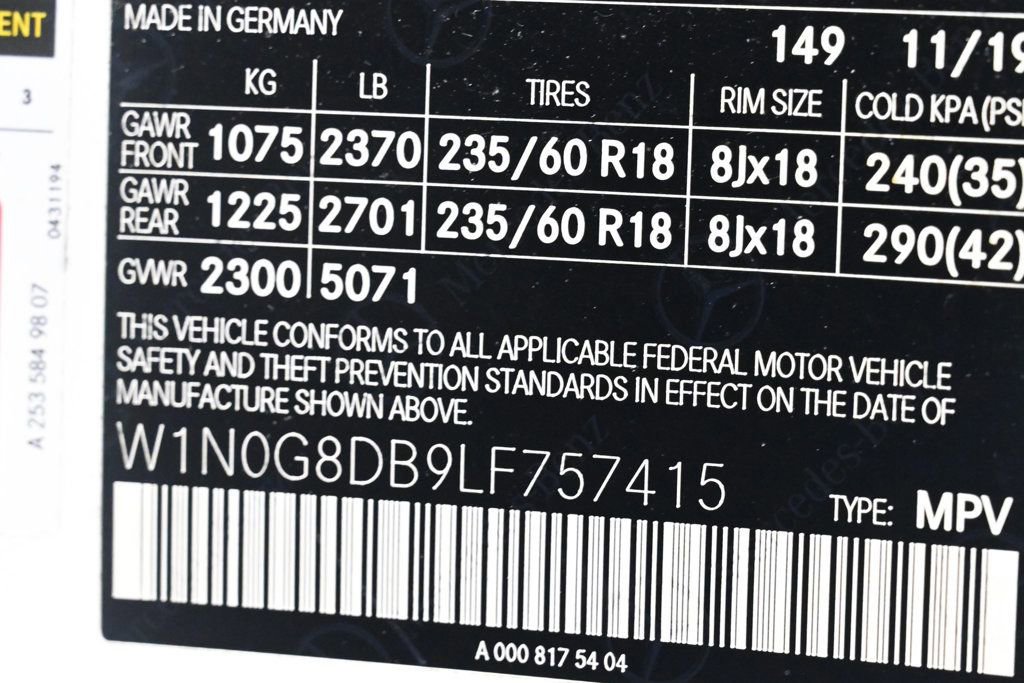 ENT
3
0431194
A 253 584 98 07
MADE IN GERMANY
149 11/19
KG LB TIRES RIM SIZE COLD KPA(PSI
GAWR FRONT 1075 2370 235/60 R18 8Jx18 240(35)
GAWR REAR 1225 2701 235/60 R18 8Jx18 290(42)
GVWR 2300 5071
THIS VEHICLE CONFORMS TO ALL APPLICABLE FEDERAL MOTOR VEHICLE
SAFETY AND THEFT PREVENTION STANDARDS IN EFFECT ON THE DATE OF
MANUFACTURE SHOWN ABOVE.
W1N0G8DB9LF757415
TYPE: MPV
A 000 817 54 04